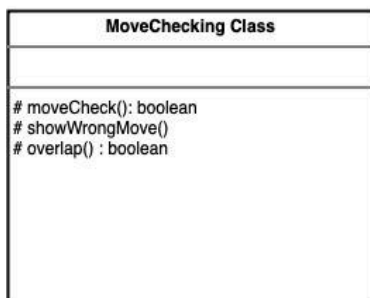 MoveChecking Class
# moveCheck(): boolean
# showWrongMove()
# overlap() : boolean